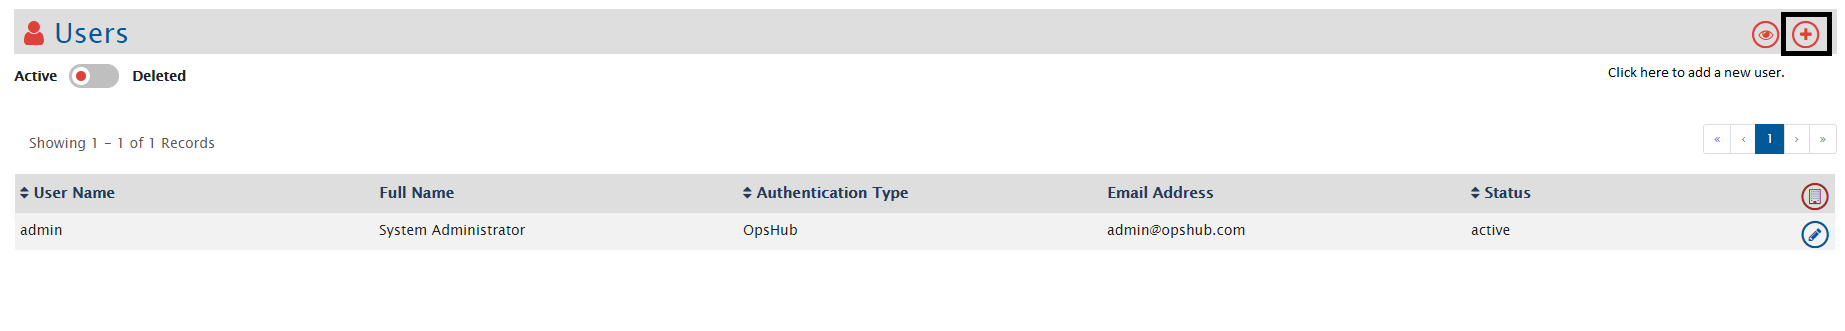 Users
Active Deleted
Click here to add a new user.
Showing 1 – 1 of 1 Records
« ‹ 1 › »
User Name Full Name Authentication Type Email Address Status
admin System Administrator OpsHub admin@opshub.com active